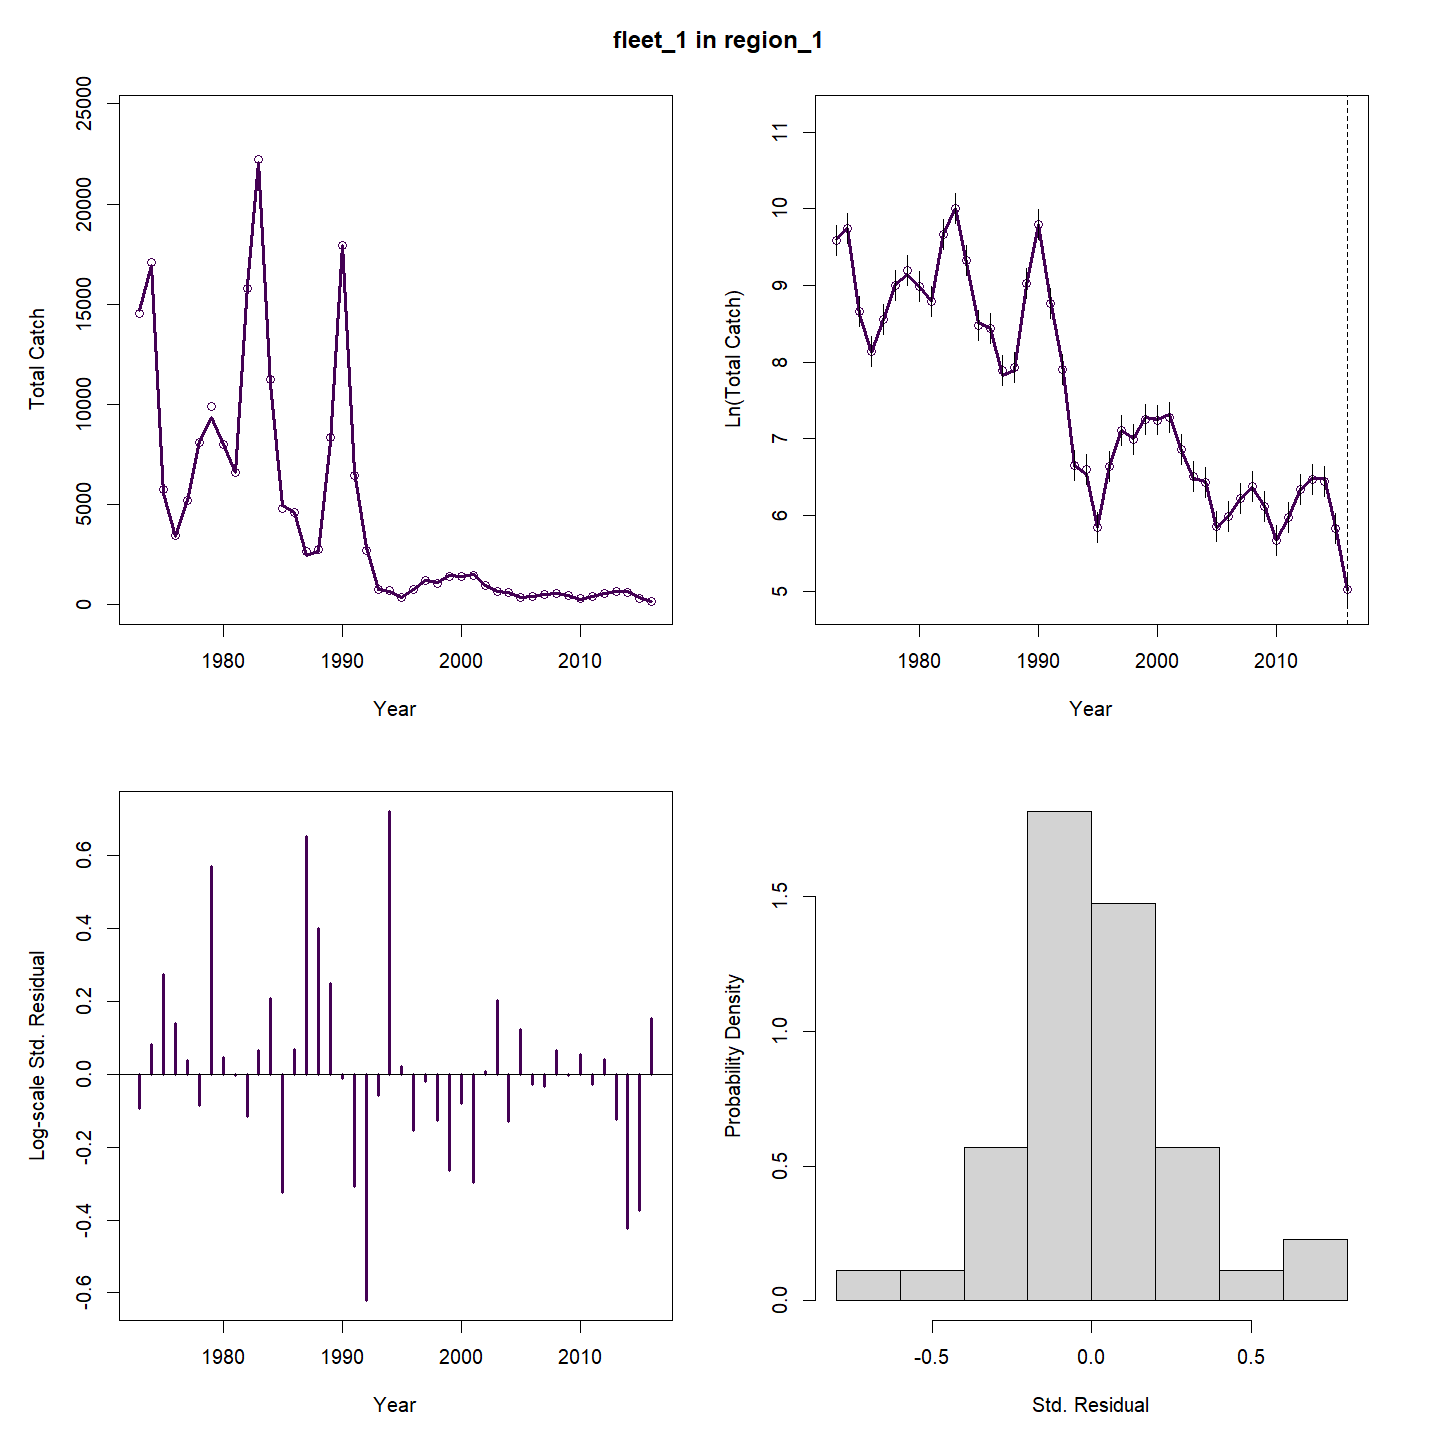 fleet_1 in region_1
Total Catch
25000
20000
15000
10000
5000
0
1980 1990 2000 2010
Year
Ln(Total Catch)
11
10
9
8
7
6
5
1980 1990 2000 2010
Year
Log-scale Std. Residual
0.6
0.4
0.2
0.0
-0.2
-0.4
-0.6
1980 1990 2000 2010
Year
Probability Density
1.5
1.0
0.5
0.0
-0.5 0.0 0.5
Std. Residual